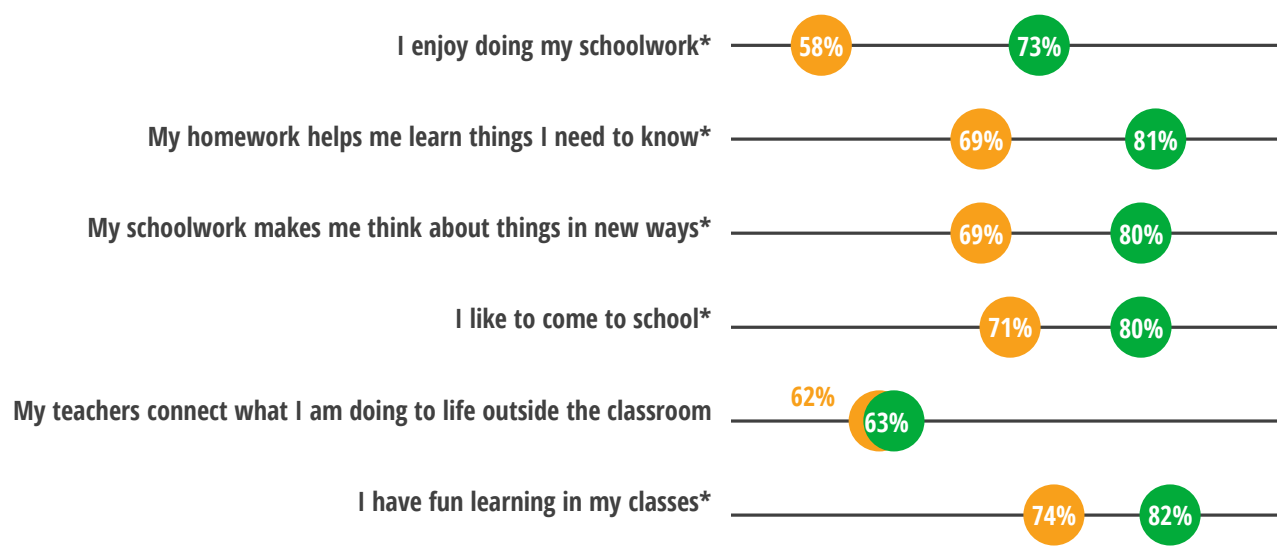 I enjoy doing my schoolwork* 58% 73%
My homework helps me learn things I need to know* 69% 81%
My schoolwork makes me think about things in new ways* 69% 80%
I like to come to school* 71% 80%
My teachers connect what I am doing to life outside the classroom 62% 63%
I have fun learning in my classes* 74% 82%